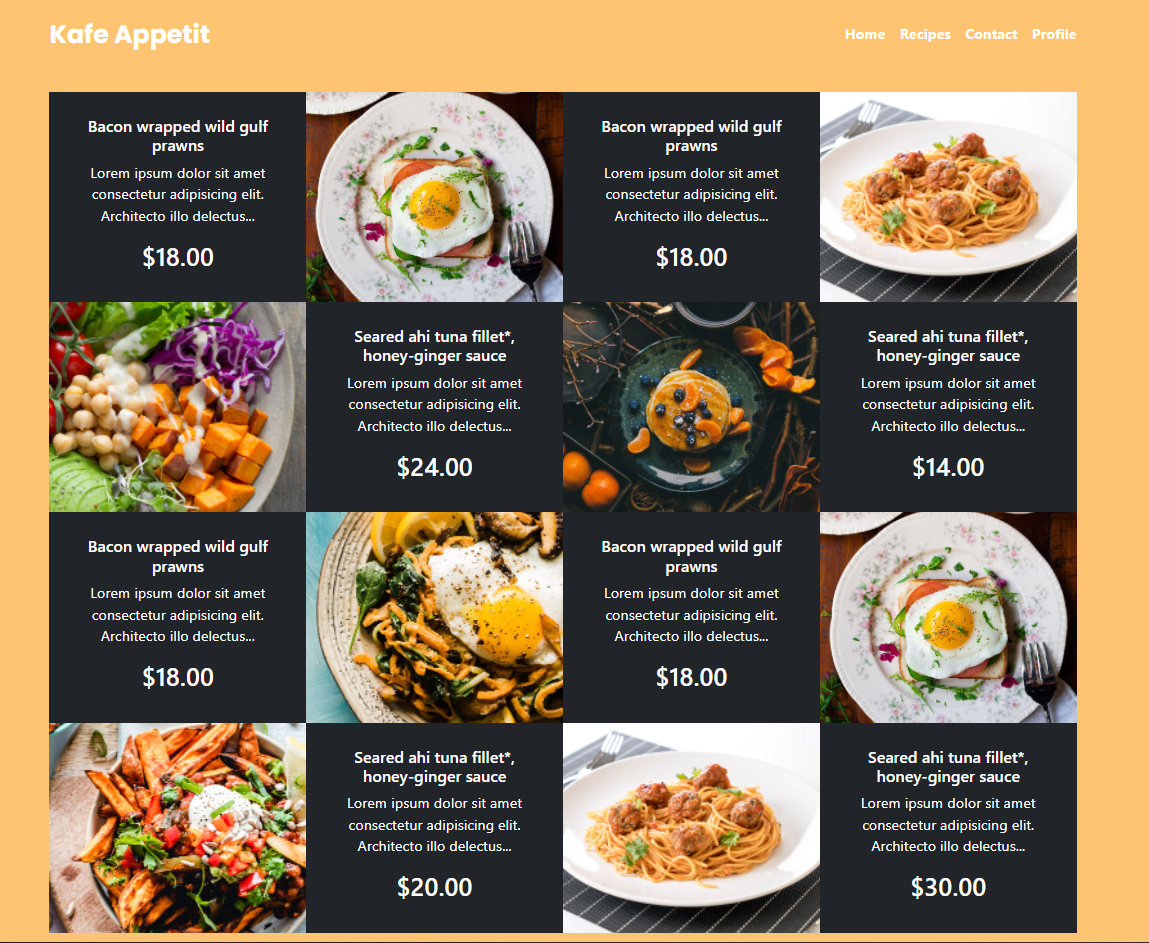 Kafe Appetit
Home Recipes Contact Profile
Bacon wrapped wild gulf
prawns
Lorem ipsum dolor sit amet
consectetur adipisicing elit.
Architecto illo delectus...
$18.00
Bacon wrapped wild gulf
prawns
Lorem ipsum dolor sit amet
consectetur adipisicing elit.
Architecto illo delectus...
$18.00
Seared ahi tuna fillet*,
honey-ginger sauce
Lorem ipsum dolor sit amet
consectetur adipisicing elit.
Architecto illo delectus...
$24.00
Seared ahi tuna fillet*,
honey-ginger sauce
Lorem ipsum dolor sit amet
consectetur adipisicing elit.
Architecto illo delectus...
$14.00
Bacon wrapped wild gulf
prawns
Lorem ipsum dolor sit amet
consectetur adipisicing elit.
Architecto illo delectus...
$18.00
Bacon wrapped wild gulf
prawns
Lorem ipsum dolor sit amet
consectetur adipisicing elit.
Architecto illo delectus...
$18.00
Seared ahi tuna fillet*,
honey-ginger sauce
Lorem ipsum dolor sit amet
consectetur adipisicing elit.
Architecto illo delectus...
$20.00
Seared ahi tuna fillet*,
honey-ginger sauce
Lorem ipsum dolor sit amet
consectetur adipisicing elit.
Architecto illo delectus...
$30.00